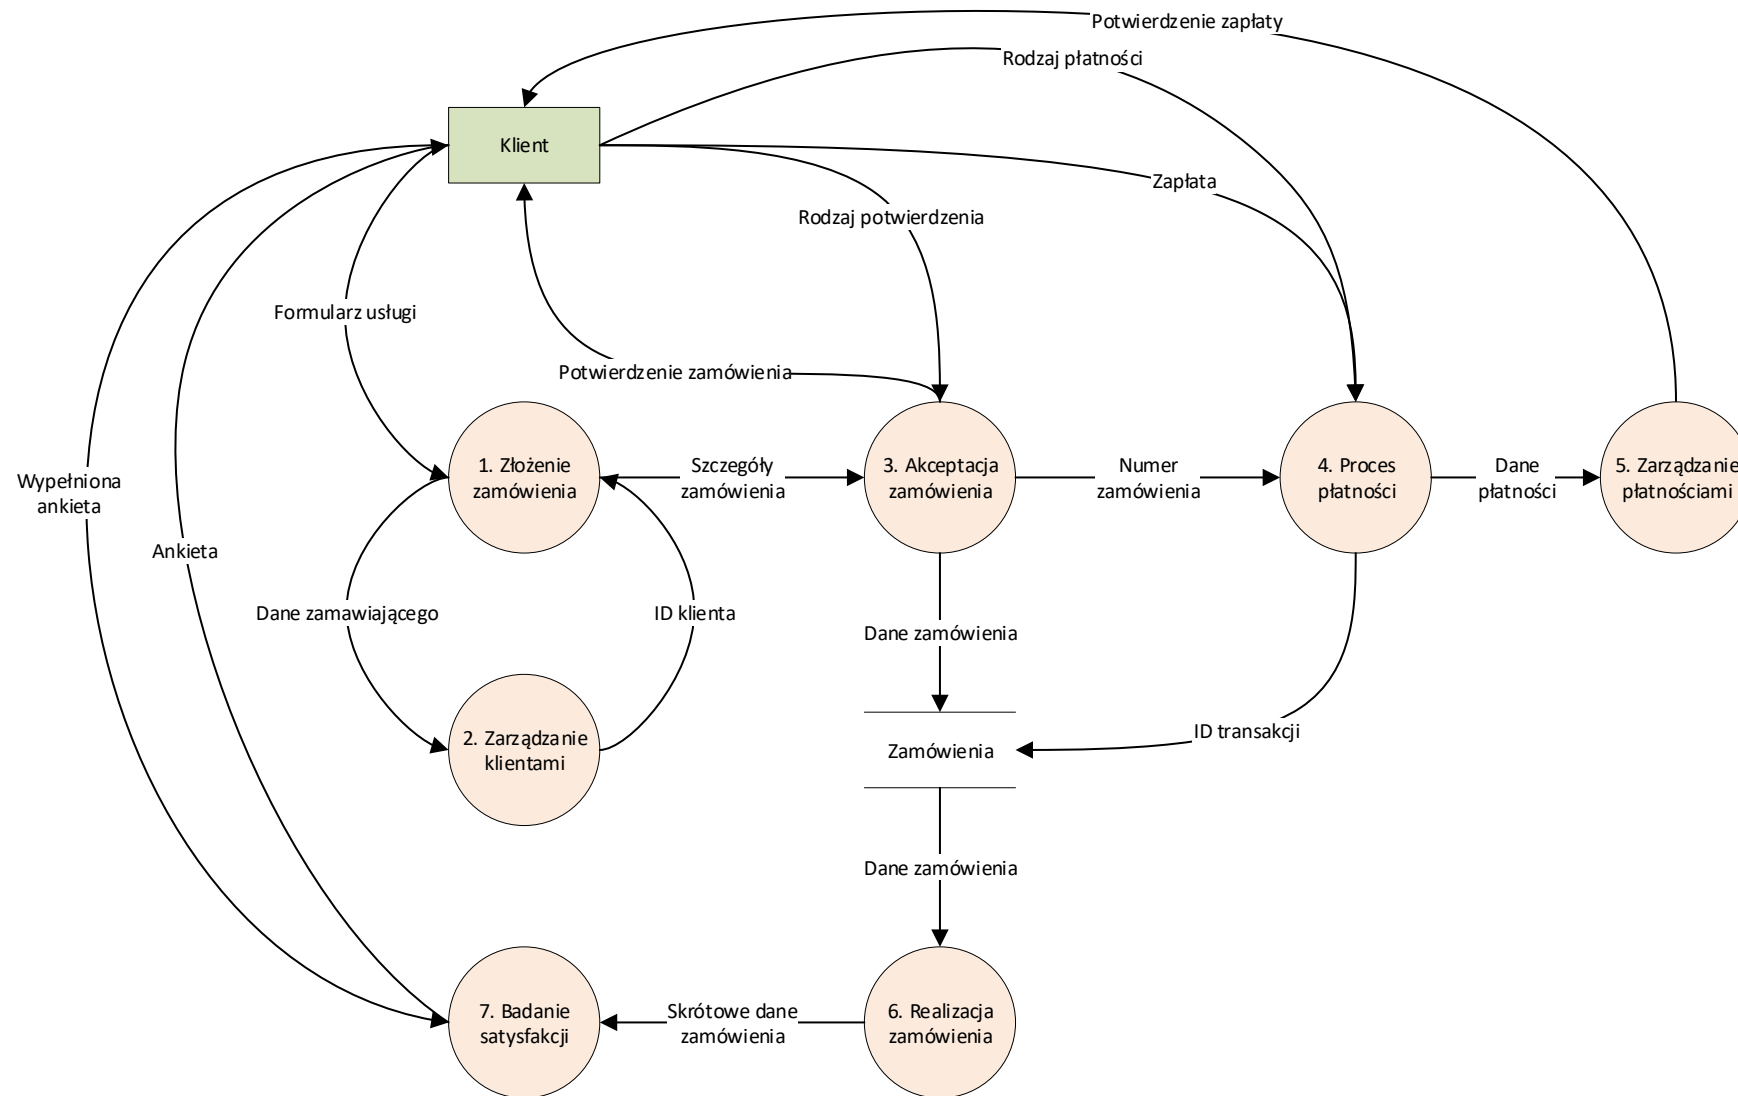 Potwierdzenie zapłaty
Rodzaj płatności
Klient
Zapłata
Rodzaj potwierdzenia
Formularz usługi
Potwierdzenie zamówienia
1. Złożenie
zamówienia
Szczegóły
zamówienia
3. Akceptacja
zamówienia
Numer
zamówienia
4. Proces
płatności
Dane
płatności
5. Zarządzanie
płatnościami
Wypełniona
ankieta
Ankieta
Dane zamawiającego
ID klienta
Dane zamówienia
2. Zarządzanie
klientami
Zamówienia
ID transakcji
Dane zamówienia
7. Badanie
satysfakcji
Skrótowe dane
zamówienia
6. Realizacja
zamówienia